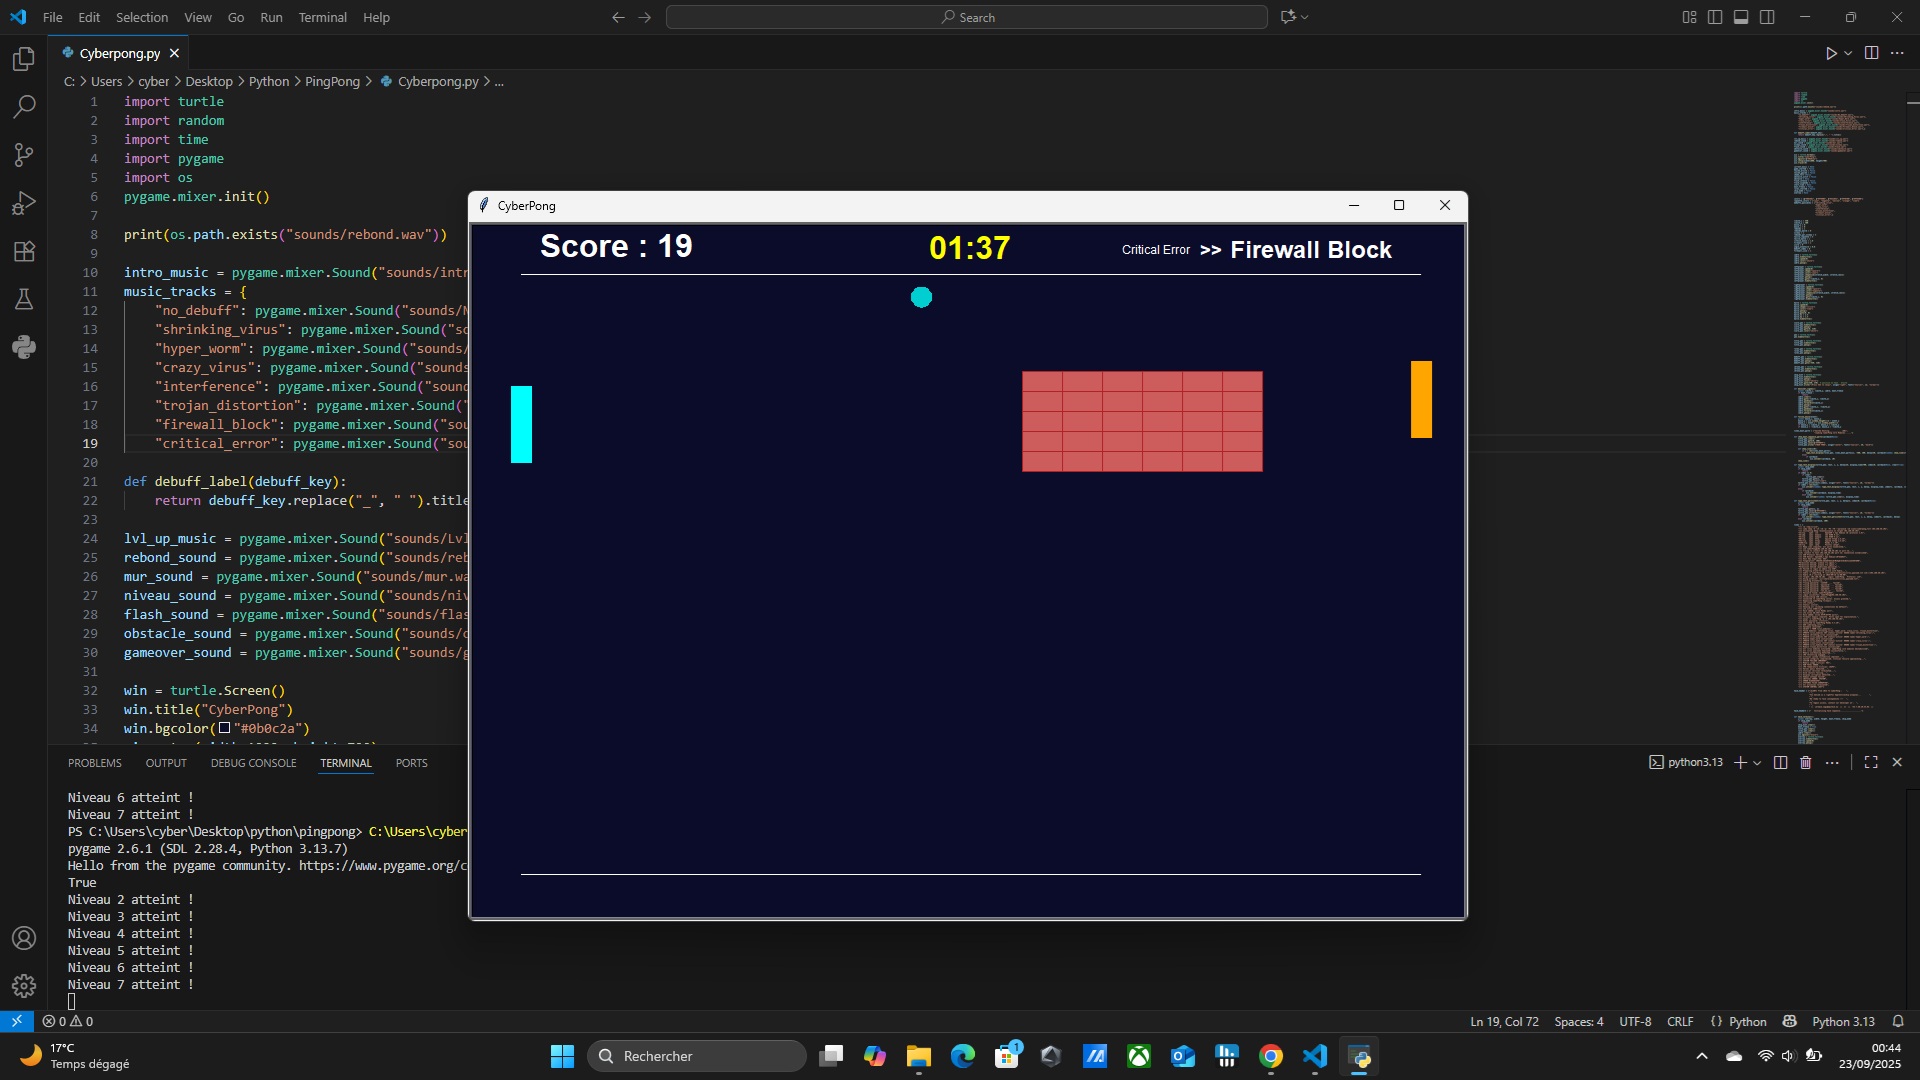 File Edit Selection View Go Run Terminal Help
Search
Cyberpong.py
C: > Users > cyber > Desktop > Python > PingPong > Cyberpong.py > ...
1 import turtle
2 import random
3 import time
4 import pygame
5 import os
6 pygame.mixer.init()
7
8 print(os.path.exists("sounds/rebond.wav"))
9
10 intro_music = pygame.mixer.Sound("sounds/intr
11 music_tracks = {
12 "no_debuff": pygame.mixer.Sound("sounds/N
13 "shrinking_virus": pygame.mixer.Sound("so
14 "hyper_worm": pygame.mixer.Sound("sounds/
15 "crazy_virus": pygame.mixer.Sound("sounds
16 "interference": pygame.mixer.Sound("sound
17 "trojan_distortion": pygame.mixer.Sound("
18 "firewall_block": pygame.mixer.Sound("sou
19 "critical_error": pygame.mixer.Sound("sou
20
21 def debuff_label(debuff_key):
22 return debuff_key.replace("_", " ").title
23
24 lvl_up_music = pygame.mixer.Sound("sounds/Lvl
25 rebond_sound = pygame.mixer.Sound("sounds/reb
26 mur_sound = pygame.mixer.Sound("sounds/mur.wa
27 niveau_sound = pygame.mixer.Sound("sounds/niv
28 flash_sound = pygame.mixer.Sound("sounds/flas
29 obstacle_sound = pygame.mixer.Sound("sounds/o
30 gameover_sound = pygame.mixer.Sound("sounds/g
31
32 win = turtle.Screen()
33 win.title("CyberPong")
34 win.bgcolor("#0b0c2a")
CyberPong
Score : 19
01:37
Critical Error >> Firewall Block
PROBLEMS OUTPUT DEBUG CONSOLE TERMINAL PORTS
python3.13
Niveau 6 atteint !
Niveau 7 atteint !
PS C:\Users\cyber\Desktop\python\pingpong> C:\Users\cyber
pygame 2.6.1 (SDL 2.28.4, Python 3.13.7)
Hello from the pygame community. https://www.pygame.org/c
True
Niveau 2 atteint !
Niveau 3 atteint !
Niveau 4 atteint !
Niveau 5 atteint !
Niveau 6 atteint !
Niveau 7 atteint !
0 0
Ln 19, Col 72 Spaces: 4 UTF-8 CRLF {} Python Python 3.13
17°C
Temps dégagé
Rechercher
1
00:44
23/09/2025